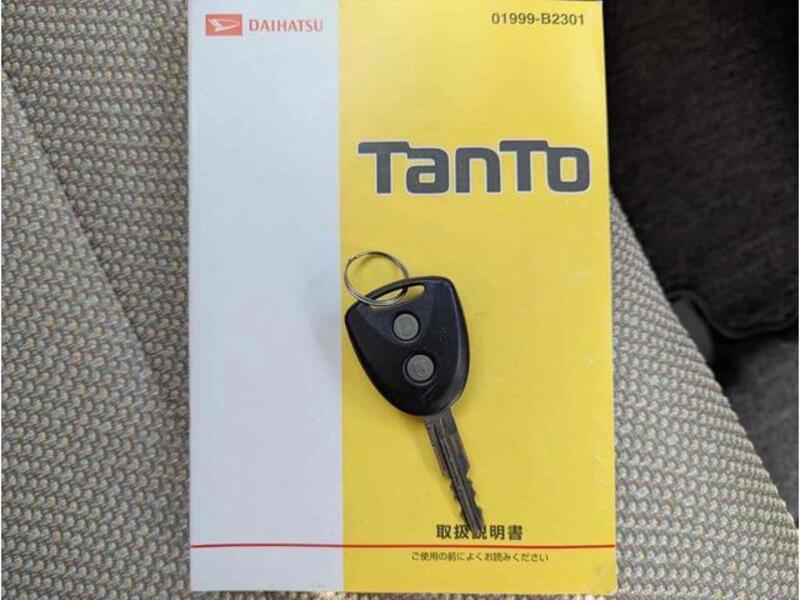 DAIHATSU
01999-B2301
TanTo
取扱説明書
ご使用の前によくお読みください